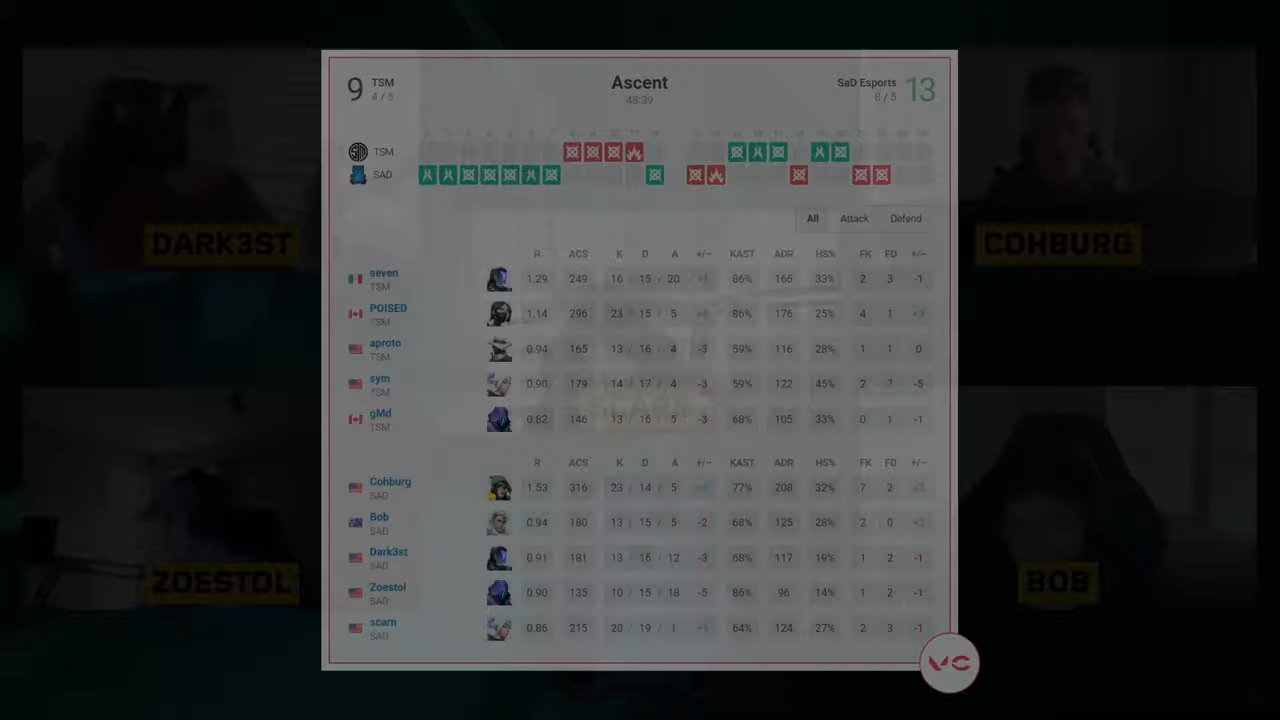 9 TSM Ascent SaD Esports 13
4 / 5 48:39 8 / 5
TSM
SAD
All Attack Defend
DARK3ST
COHBURG
R ACS K D A +/– KAST ADR HS% FK FD +/–
seven 1.29 249 16 / 15 / 20 +1 86% 166 33% 2 3 -1
TSM
POISED 1.14 296 23 / 15 / 5 86% 176 25% 4 1 +3
TSM
aproto 0.94 165 13 / 16 / 4 -3 59% 116 28% 1 1 0
TSM
sym 0.90 179 14 / 17 / 4 -3 59% 122 45% 2 7 -5
TSM
gMd 0.82 146 13 / 16 / 5 -3 68% 105 33% 0 1 -1
TSM
R ACS K D A +/– KAST ADR HS% FK FD +/–
Cohburg 1.53 316 23 / 14 / 5 77% 208 32% 7 2
SAD
Bob 0.94 180 13 / 15 / 5 -2 68% 125 28% 2 0 +2
SAD
Dark3st 0.91 181 13 / 16 / 12 -3 68% 117 19% 1 2 -1
SAD
Zoestol 0.90 135 10 / 15 / 18 -5 86% 96 14% 1 2 -1
SAD
scam 0.86 215 20 / 19 / 1 +1 64% 124 27% 2 3 -1
SAD
ZOESTOL
BOB
VC